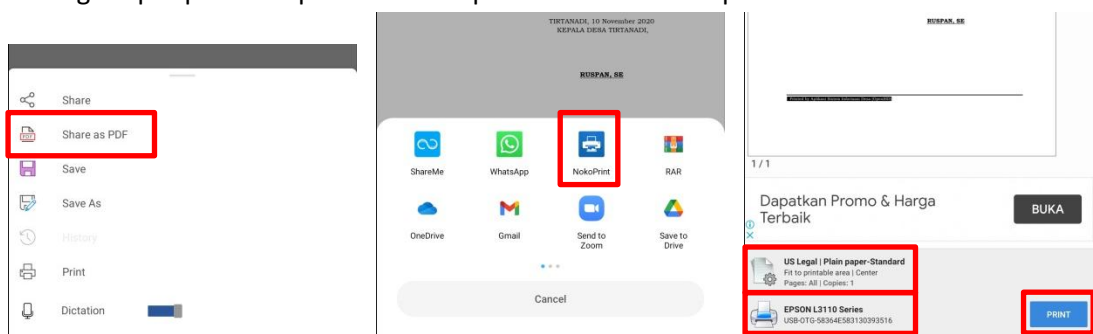 Share
Share as PDF
Save
Save As
History
Print
Dictation
TIRTANADI, 10 November 2020
KEPALA DESA TIRTANADI,
RUSPAN, SE
ShareMe
WhatsApp
NokoPrint
RAR
OneDrive
Gmail
Send to
Zoom
Save to
Drive
Cancel
RUSPAN, SE
1 / 1
Dapatkan Promo & Harga
Terbaik
BUKA
US Legal | Plain paper-Standard
Fit to printable area | Center
Pages: All | Copies: 1
EPSON L3110 Series
USB-OTG-58364E583130393516
PRINT